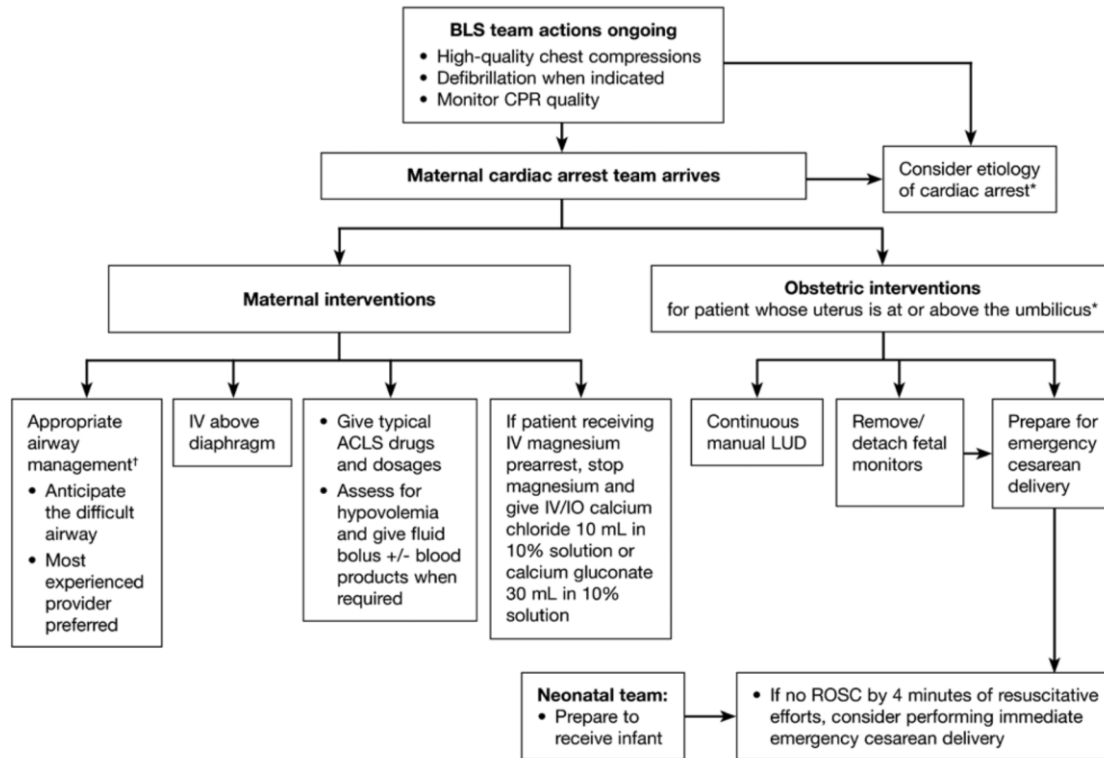 BLS team actions ongoing
• High-quality chest compressions
• Defibrillation when indicated
• Monitor CPR quality
Maternal cardiac arrest team arrives
Consider etiology
of cardiac arrest*
Maternal interventions
Obstetric interventions
for patient whose uterus is at or above the umbilicus*
Appropriate
airway
management†
• Anticipate
the difficult
airway
• Most
experienced
provider
preferred
IV above
diaphragm
• Give typical
ACLS drugs
and dosages
• Assess for
hypovolemia
and give fluid
bolus +/- blood
products when
required
If patient receiving
IV magnesium
prearrest, stop
magnesium and
give IV/IO calcium
chloride 10 mL in
10% solution or
calcium gluconate
30 mL in 10%
solution
Continuous
manual LUD
Remove/
detach fetal
monitors
Prepare for
emergency
cesarean
delivery
Neonatal team:
• Prepare to
receive infant
• If no ROSC by 4 minutes of resuscitative
efforts, consider performing immediate
emergency cesarean delivery